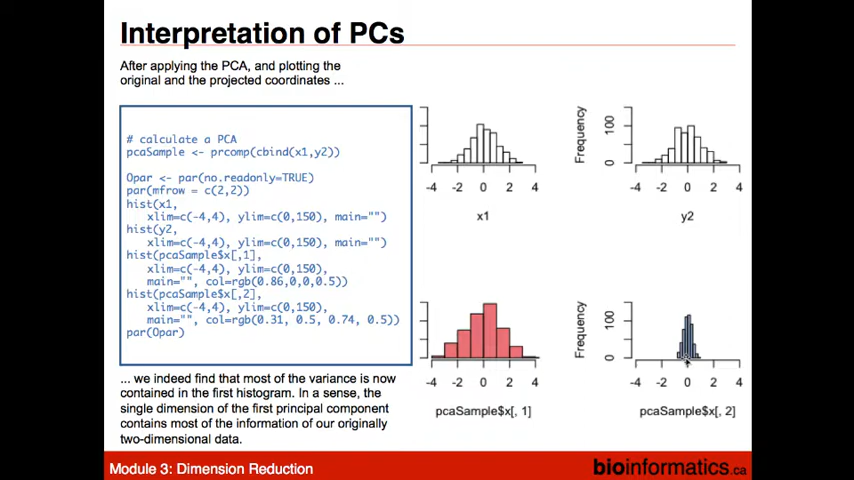 Interpretation of PCs
After applying the PCA, and plotting the
original and the projected coordinates ...
# calculate a PCA
pcaSample <- prcomp(cbind(x1,y2))
Opar <- par(no.readonly=TRUE)
par(mfrow = c(2,2))
hist(x1,
xlim=c(-4,4), ylim=c(0,150), main="")
hist(y2,
xlim=c(-4,4), ylim=c(0,150), main="")
hist(pcaSample$x[,1],
xlim=c(-4,4), ylim=c(0,150),
main="", col=rgb(0.86,0,0,0.5))
hist(pcaSample$x[,2],
xlim=c(-4,4), ylim=c(0,150),
main="", col=rgb(0.31, 0.5, 0.74, 0.5))
par(Opar)
... we indeed find that most of the variance is now
contained in the first histogram. In a sense, the
single dimension of the first principal component
contains most of the information of our originally
two-dimensional data.
-4 -2 0 2 4
x1
Frequency
100
0
-4 -2 0 2 4
y2
-4 -2 0 2 4
pcaSample$x[, 1]
Frequency
100
0
-4 -2 0 2 4
pcaSample$x[, 2]
Module 3: Dimension Reduction
bioinformatics.ca